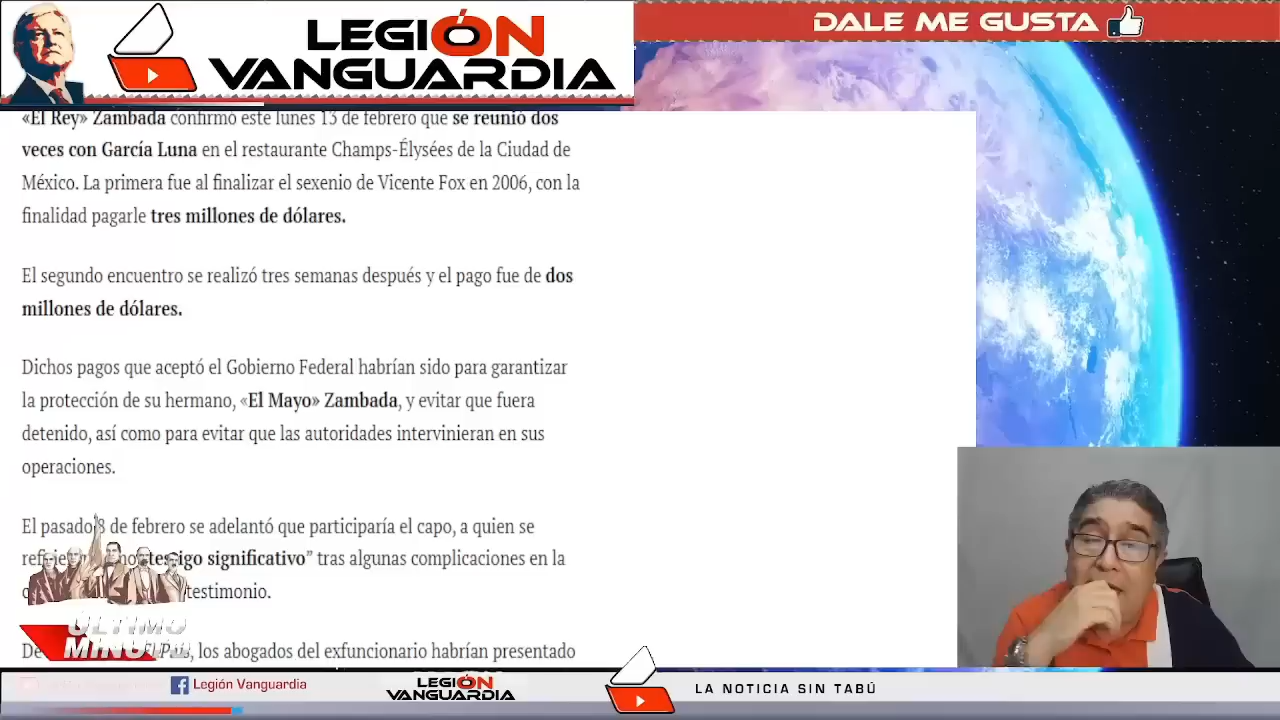 LEGIÓN
VANGUARDIA
DALE ME GUSTA
«El Rey» Zambada confirmó este lunes 13 de febrero que se reunió dos
veces con García Luna en el restaurante Champs-Élysées de la Ciudad de
México. La primera fue al finalizar el sexenio de Vicente Fox en 2006, con la
finalidad pagarle tres millones de dólares.
El segundo encuentro se realizó tres semanas después y el pago fue de dos
millones de dólares.
Dichos pagos que aceptó el Gobierno Federal habrían sido para garantizar
la protección de su hermano, «El Mayo» Zambada, y evitar que fuera
detenido, así como para evitar que las autoridades intervinieran en sus
operaciones.
El pasado 8 de febrero se adelantó que participaría el capo, a quien se
significativo” tras algunas complicaciones en la
testimonio.
ÚLTIMO
MINUTO
País, los abogados del exfuncionario habrían presentado
Legión Vanguardia
LEGIÓN
VANGUARDIA
LA NOTICIA SIN TABÚ